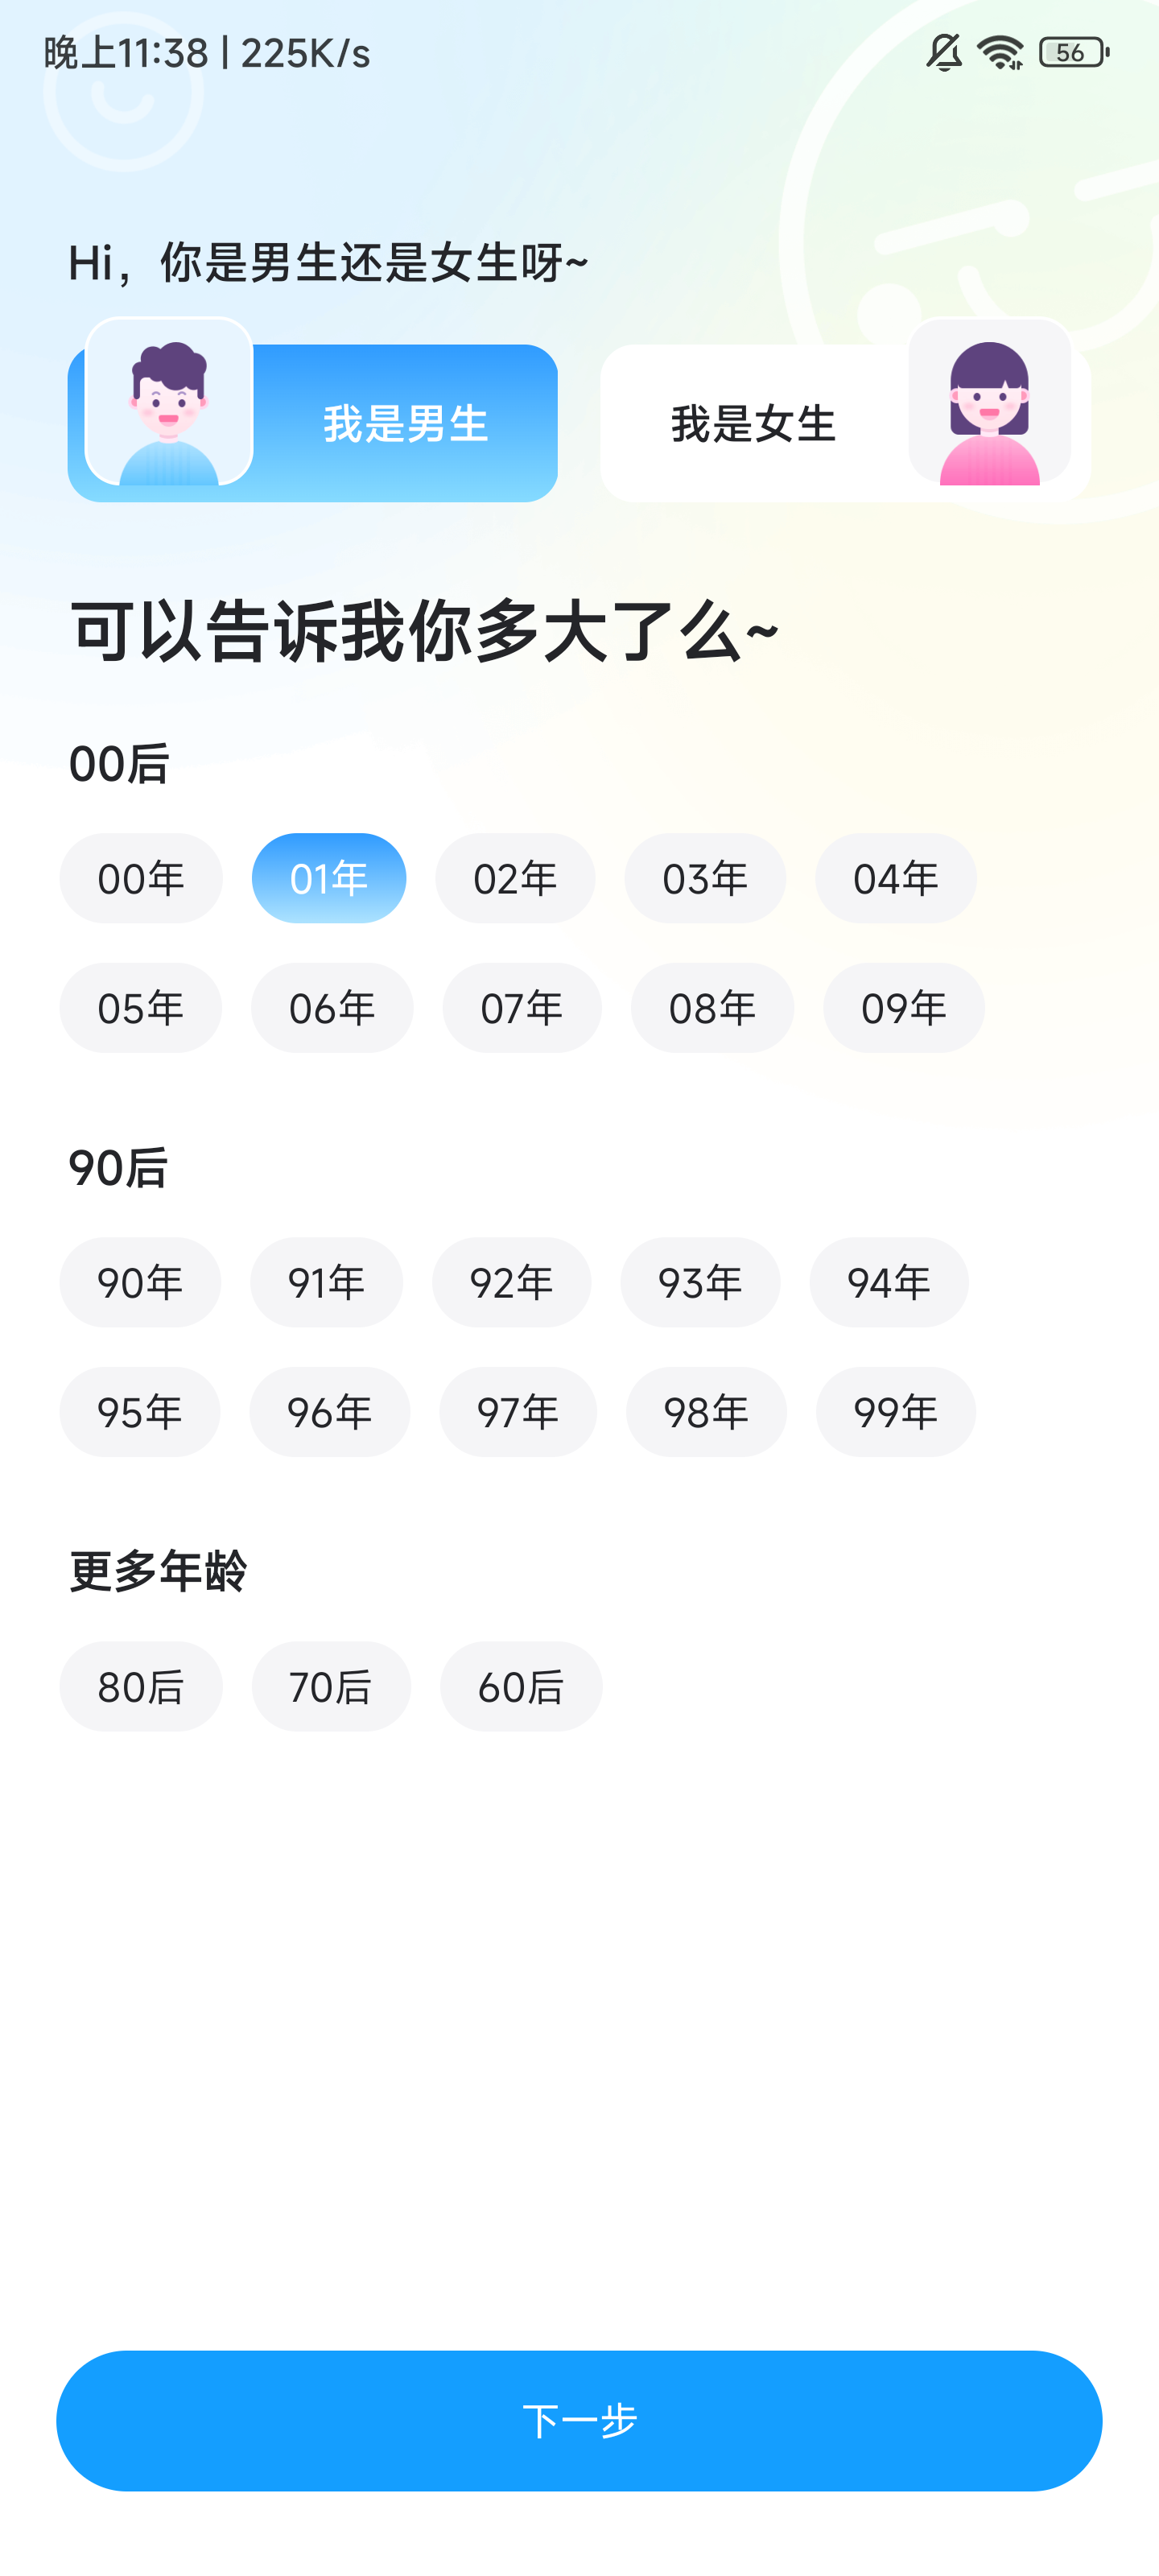 晚上11:38 | 225K/s
56
Hi，你是男生还是女生呀~
我是男生
我是女生
可以告诉我你多大了么~
00后
00年 01年 02年 03年 04年
05年 06年 07年 08年 09年
90后
90年 91年 92年 93年 94年
95年 96年 97年 98年 99年
更多年龄
80后 70后 60后
下一步